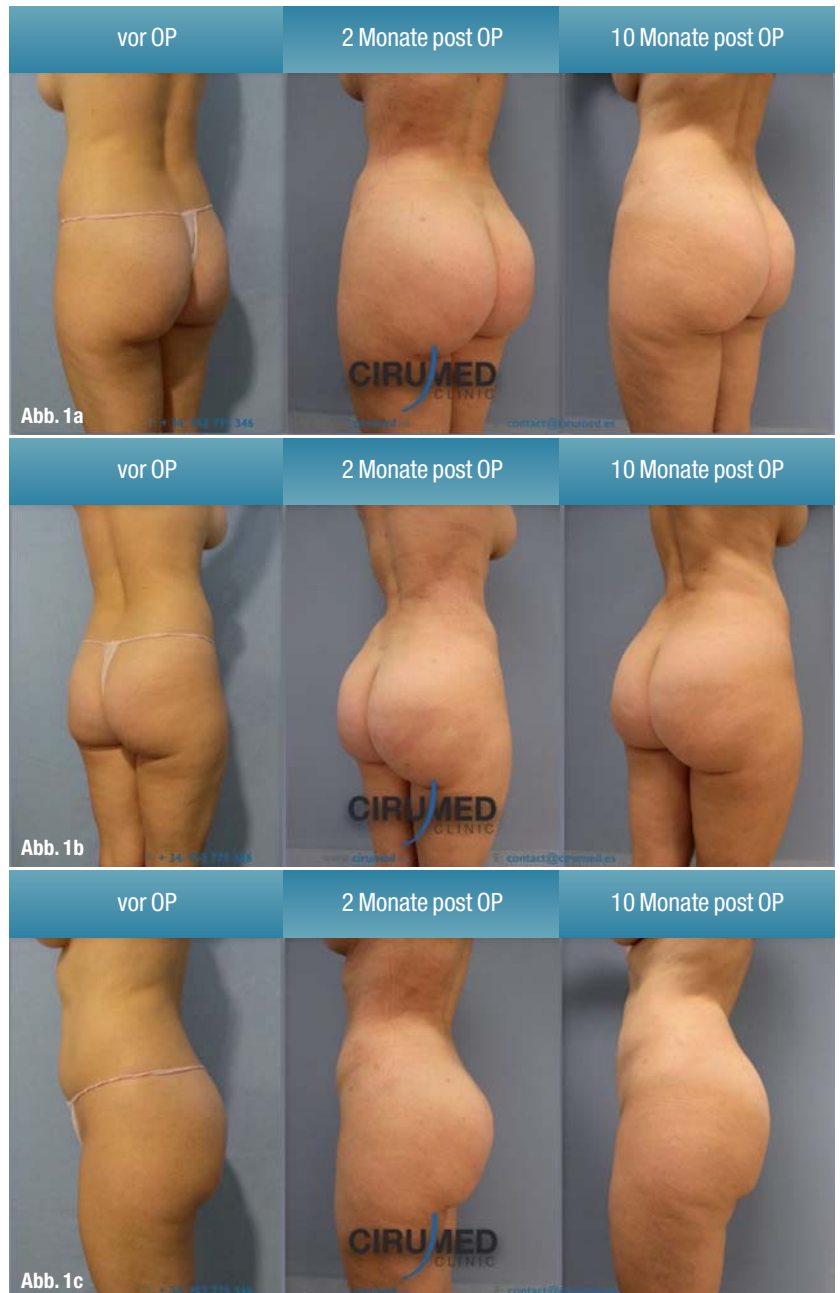 vor OP 2 Monate post OP 10 Monate post OP
CIRUMED
CLINIC
Abb. 1a
contact@cirumed.es
vor OP 2 Monate post OP 10 Monate post OP
CIRUMED
CLINIC
Abb. 1b
cirumed contact@cirumed.es
vor OP 2 Monate post OP 10 Monate post OP
CIRUMED
CLINIC
Abb. 1c